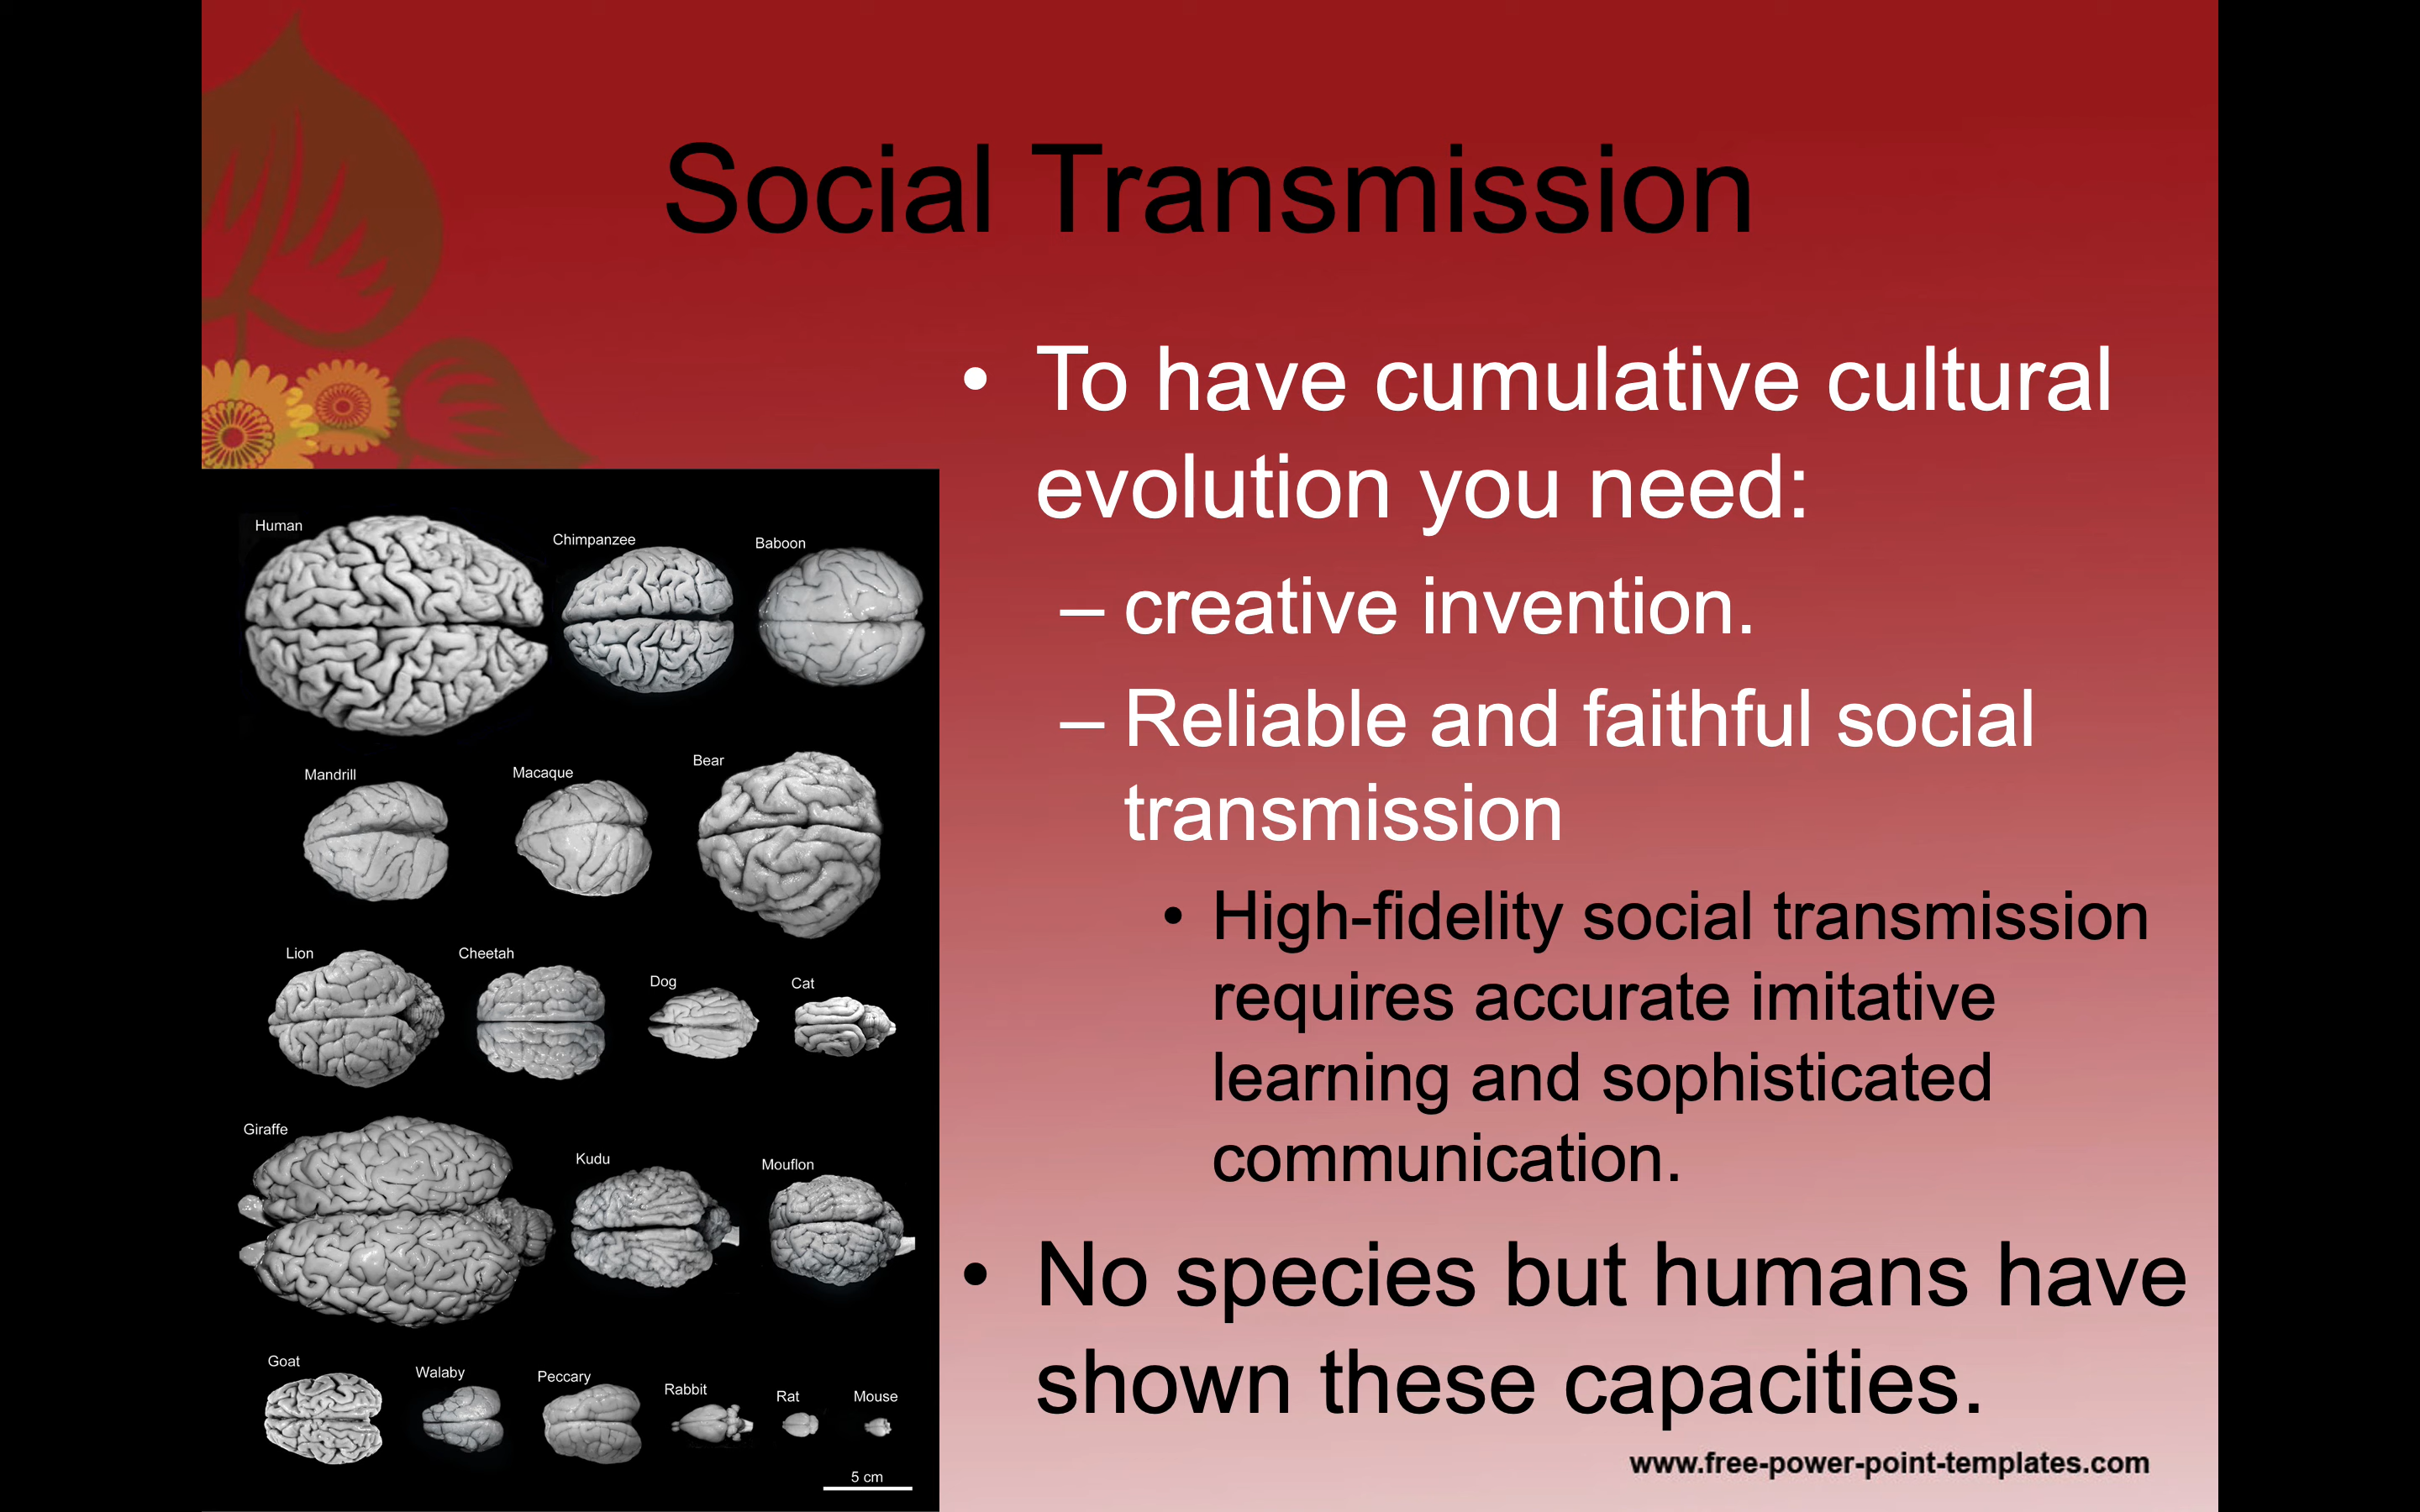 Social Transmission
• To have cumulative cultural
evolution you need:
– creative invention.
– Reliable and faithful social
transmission
• High-fidelity social transmission
requires accurate imitative
learning and sophisticated
communication.
• No species but humans have
shown these capacities.
Human
Chimpanzee
Baboon
Mandrill
Macaque
Bear
Lion
Cheetah
Dog
Cat
Giraffe
Kudu
Mouflon
Goat
Walaby
Peccary
Rabbit
Rat
Mouse
5 cm
www.free-power-point-templates.com